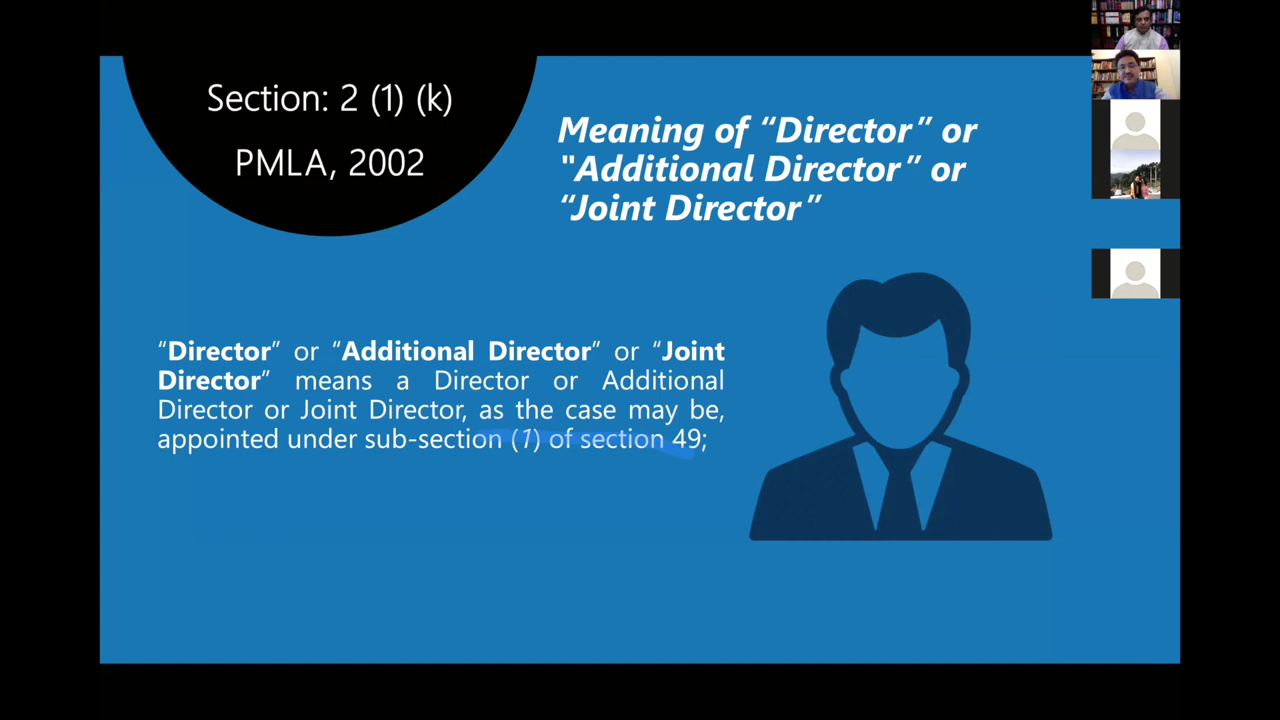 Section: 2 (1) (k)
PMLA, 2002
Meaning of “Director” or
"Additional Director” or
“Joint Director”
“Director” or “Additional Director” or “Joint
Director” means a Director or Additional
Director or Joint Director, as the case may be,
appointed under sub-section (1) of section 49;